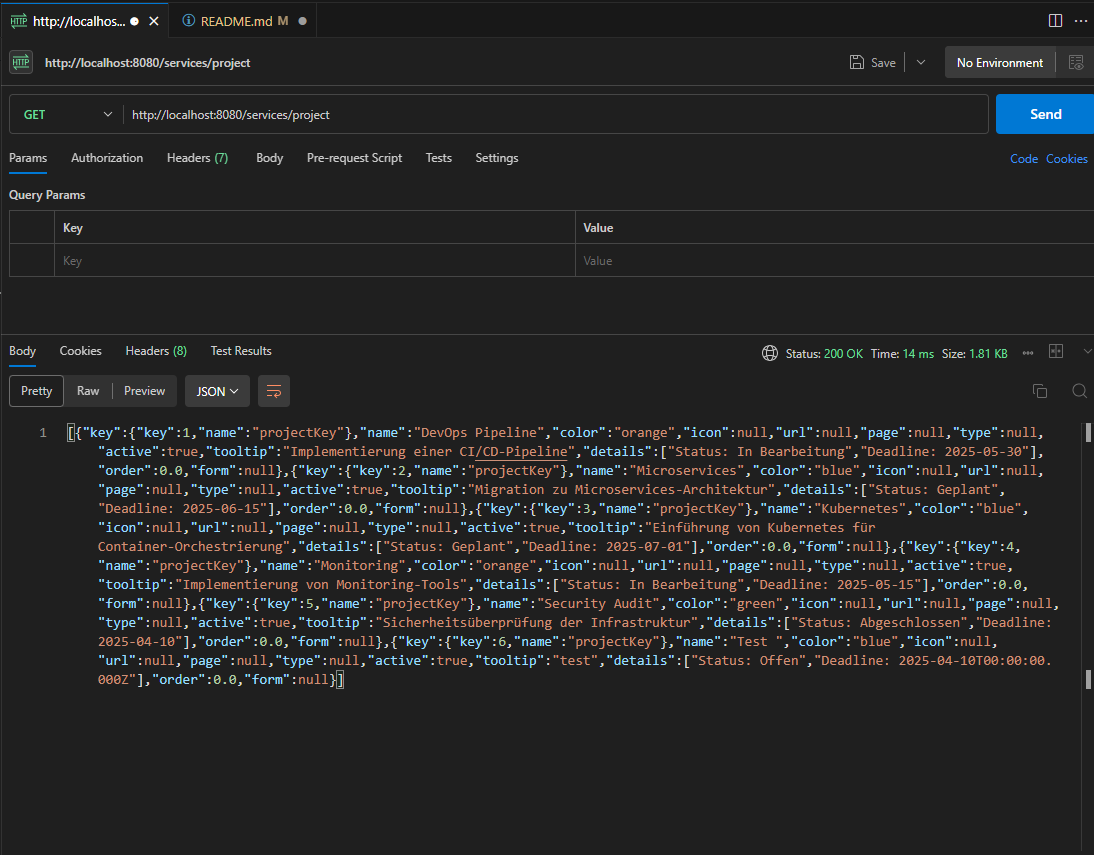 HTTP http://localhos... README.md M
HTTP http://localhost:8080/services/project Save No Environment
GET http://localhost:8080/services/project Send
Params Authorization Headers (7) Body Pre-request Script Tests Settings Code Cookies
Query Params
Key Value
Key Value
Body Cookies Headers (8) Test Results Status: 200 OK Time: 14 ms Size: 1.81 KB
Pretty Raw Preview JSON
1 [{"key":{"key":1,"name":"projectKey"},"name":"DevOps Pipeline","color":"orange","icon":null,"url":null,"page":null,"type":null,
"active":true,"tooltip":"Implementierung einer CI/CD-Pipeline","details":["Status: In Bearbeitung","Deadline: 2025-05-30"],
"order":0.0,"form":null},{"key":{"key":2,"name":"projectKey"},"name":"Microservices","color":"blue","icon":null,"url":null,
"page":null,"type":null,"active":true,"tooltip":"Migration zu Microservices-Architektur","details":["Status: Geplant",
"Deadline: 2025-06-15"],"order":0.0,"form":null},{"key":{"key":3,"name":"projectKey"},"name":"Kubernetes","color":"blue",
"icon":null,"url":null,"page":null,"type":null,"active":true,"tooltip":"Einführung von Kubernetes für
Container-Orchestrierung","details":["Status: Geplant","Deadline: 2025-07-01"],"order":0.0,"form":null},{"key":{"key":4,
"name":"projectKey"},"name":"Monitoring","color":"orange","icon":null,"url":null,"page":null,"type":null,"active":true,
"tooltip":"Implementierung von Monitoring-Tools","details":["Status: In Bearbeitung","Deadline: 2025-05-15"],"order":0.0,
"form":null},{"key":{"key":5,"name":"projectKey"},"name":"Security Audit","color":"green","icon":null,"url":null,"page":null,
"type":null,"active":true,"tooltip":"Sicherheitsüberprüfung der Infrastruktur","details":["Status: Abgeschlossen","Deadline:
2025-04-10"],"order":0.0,"form":null},{"key":{"key":6,"name":"projectKey"},"name":"Test ","color":"blue","icon":null,
"url":null,"page":null,"type":null,"active":true,"tooltip":"test","details":["Status: Offen","Deadline: 2025-04-10T00:00:00.
000Z"],"order":0.0,"form":null}]